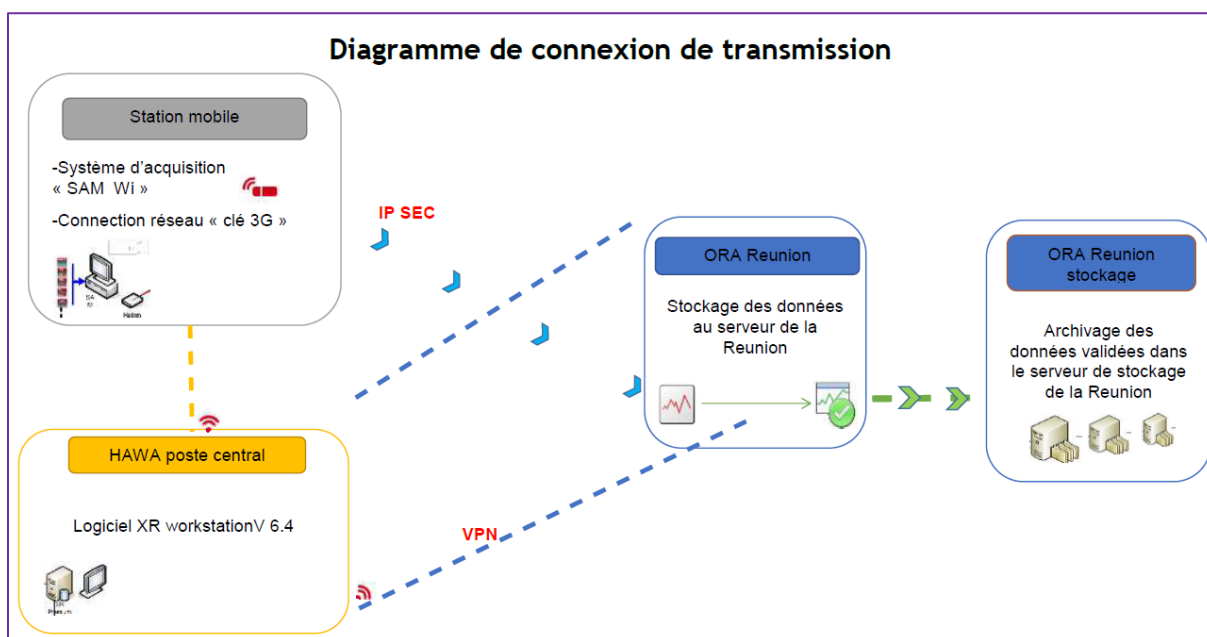 Diagramme de connexion de transmission
Station mobile
-Système d'acquisition
« SAM Wi »
-Connection réseau « clé 3G »
SA
M
IP SEC
ORA Reunion
Stockage des données
au serveur de la
Reunion
ORA Reunion
stockage
Archivage des
données validées dans
le serveur de stockage
de la Reunion
HAWA poste central
Logiciel XR workstationV 6.4
VPN